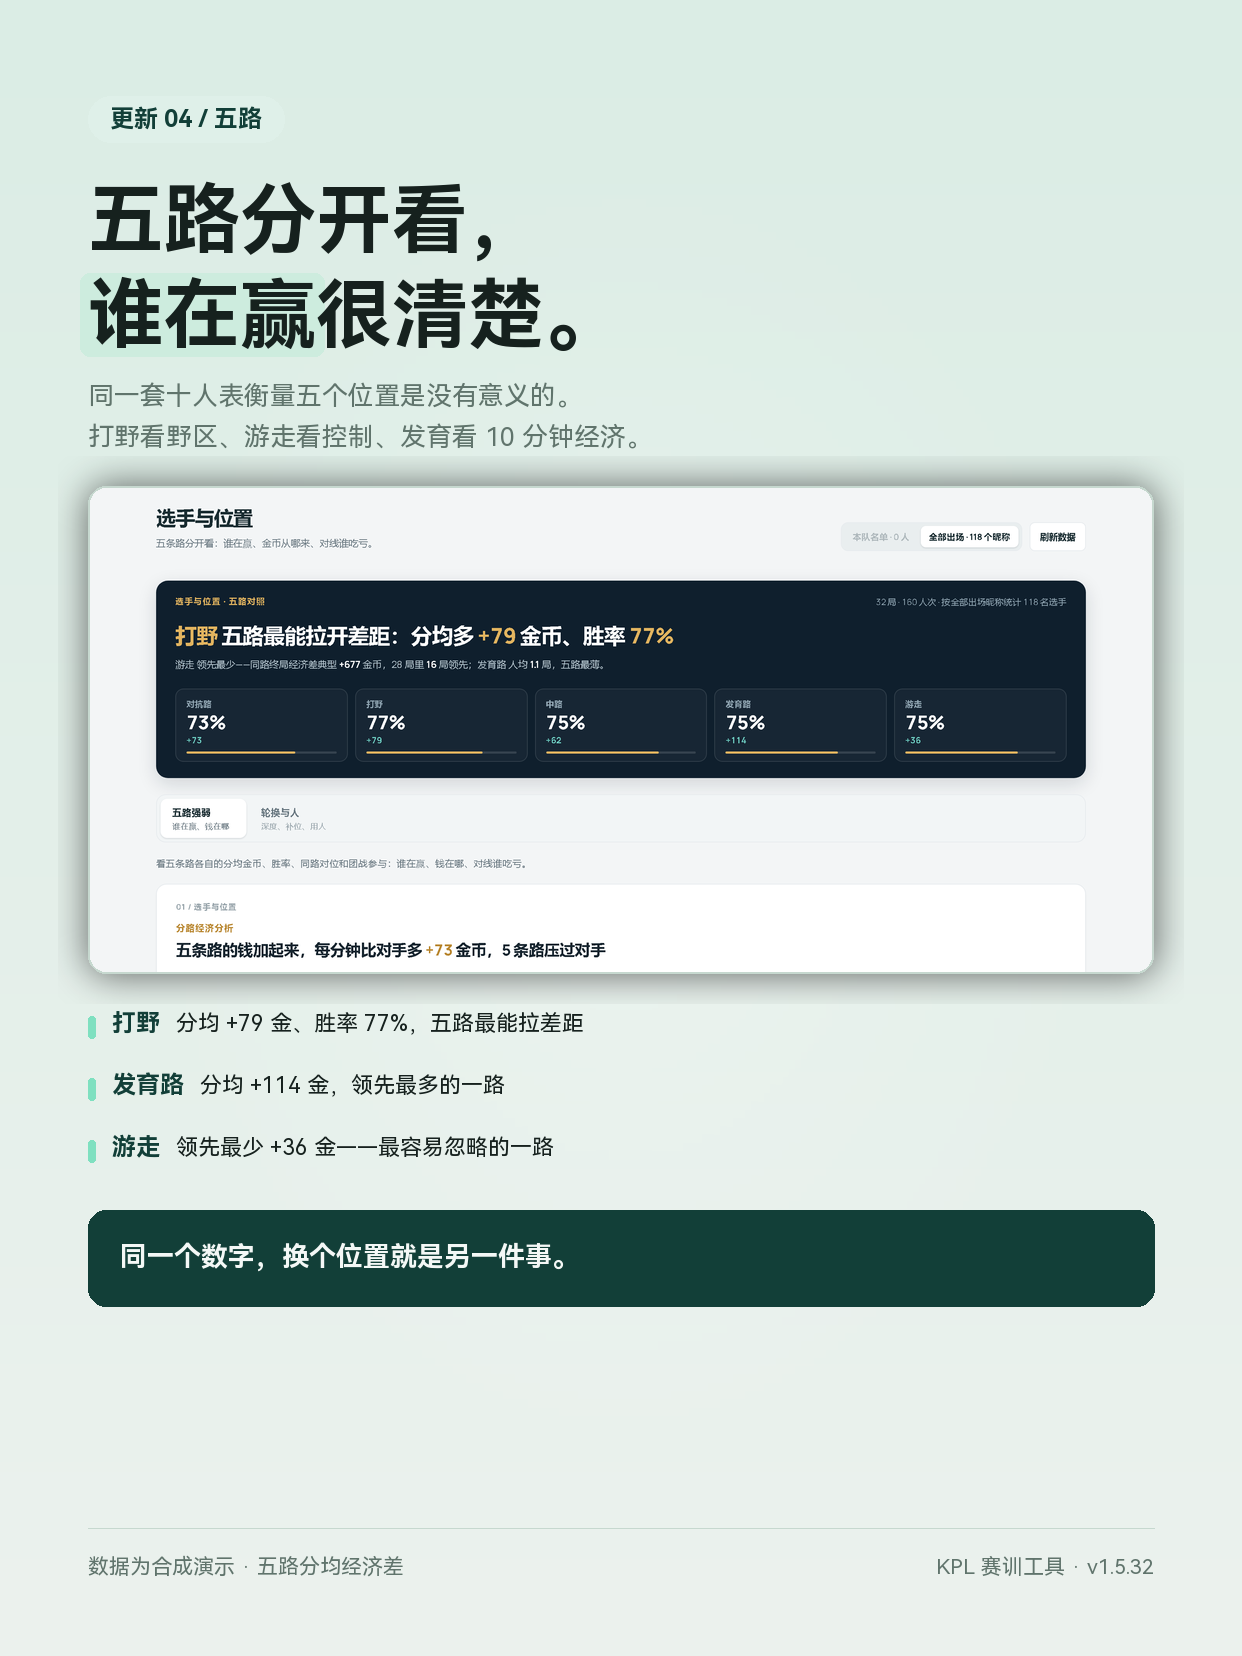 更新 04 / 五路
五路分开看，
谁在赢很清楚。
同一套十人表衡量五个位置是没有意义的。
打野看野区、游走看控制、发育看 10 分钟经济。
选手与位置
五条路分开看：谁在赢、金币从哪来、对线谁吃亏。
本队名单 · 0 人
全部出场 · 118 个昵称
刷新数据
选手与位置 · 五路对照
32 局 · 160 人次 · 按全部出场昵称统计 118 名选手
打野 五路最能拉开差距：分均多 +79 金币、胜率 77%
游走 领先最少——同路终局经济差典型 +677 金币，28 局里 16 局领先；发育路 人均 1.1 局，五路最薄。
对抗路
73%
+73
打野
77%
+79
中路
75%
+62
发育路
75%
+114
游走
75%
+36
五路强弱
谁在赢、钱在哪
轮换与人
深度、补位、用人
看五条路各自的分均金币、胜率、同路对位和团战参与：谁在赢、钱在哪、对线谁吃亏。
01 / 选手与位置
分路经济分析
五条路的钱加起来，每分钟比对手多 +73 金币，5 条路压过对手
打野 分均 +79 金、胜率 77%，五路最能拉差距
发育路 分均 +114 金，领先最多的一路
游走 领先最少 +36 金——最容易忽略的一路
同一个数字，换个位置就是另一件事。
数据为合成演示 · 五路分均经济差
KPL 赛训工具 · v1.5.32